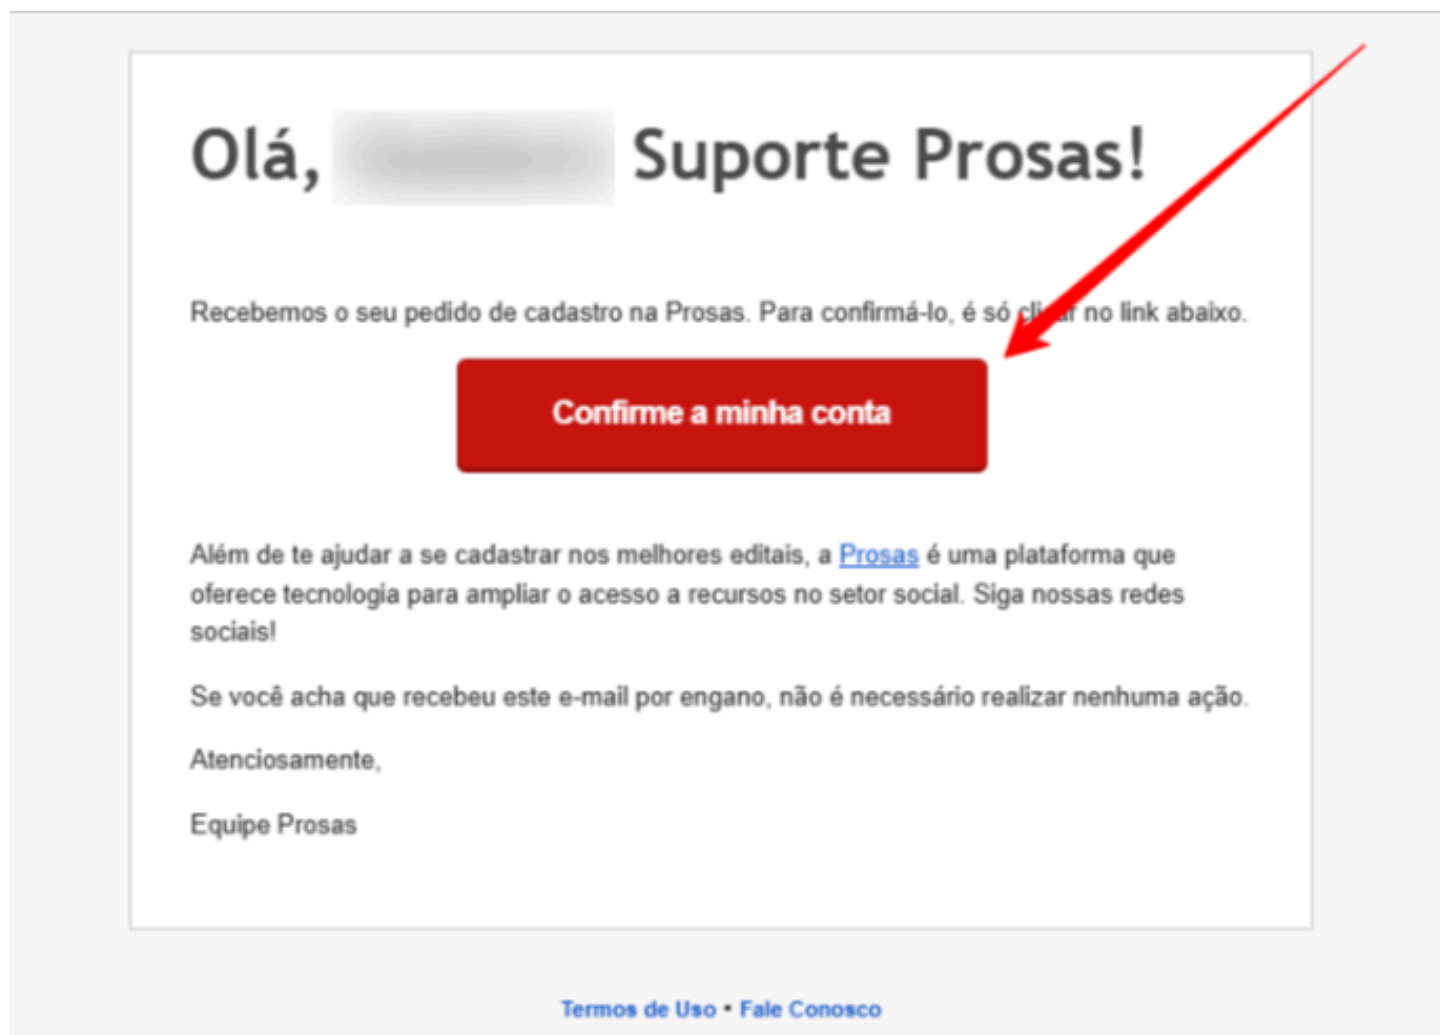 Olá, Suporte Prosas!
Recebemos o seu pedido de cadastro na Prosas. Para confirmá-lo, é só clicar no link abaixo.
Confirme a minha conta
Além de te ajudar a se cadastrar nos melhores editais, a Prosas é uma plataforma que
oferece tecnologia para ampliar o acesso a recursos no setor social. Siga nossas redes
sociais!
Se você acha que recebeu este e-mail por engano, não é necessário realizar nenhuma ação.
Atenciosamente,
Equipe Prosas
Termos de Uso • Fale Conosco